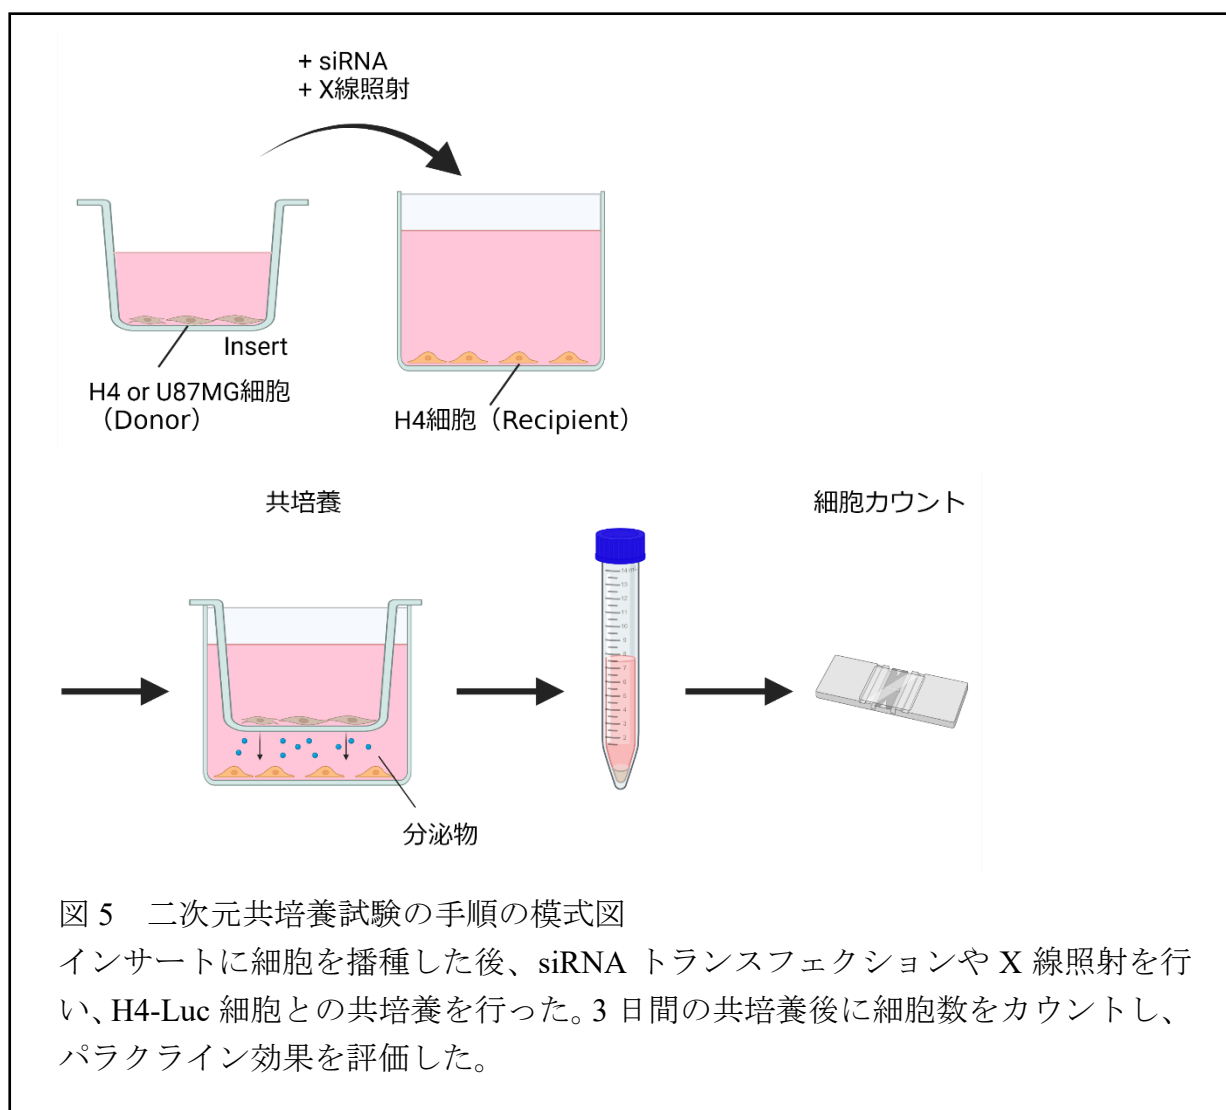 + siRNA
+ X線照射
Insert
H4 or U87MG細胞
（Donor）
H4細胞（Recipient）
共培養
細胞カウント
分泌物
図 5　二次元共培養試験の手順の模式図
インサートに細胞を播種した後、siRNA トランスフェクションや X 線照射を行
い、H4-Luc 細胞との共培養を行った。3 日間の共培養後に細胞数をカウントし、
パラクライン効果を評価した。